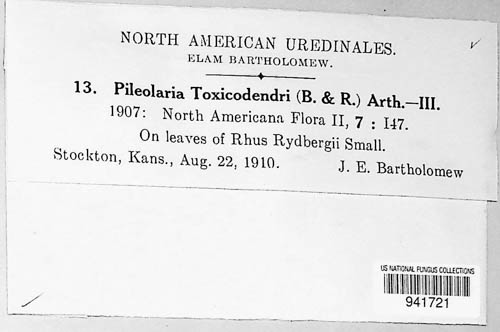 NORTH AMERICAN UREDINALES.
ELAM BARTHOLOMEW.
13. Pileolaria Toxicodendri (B. & R.) Arth.—III.
1907: North Americana Flora II, 7 : 147.
On leaves of Rhus Rydbergii Small.
Stockton, Kans., Aug. 22, 1910. J. E. Bartholomew
US NATIONAL FUNGUS COLLECTIONS
941721